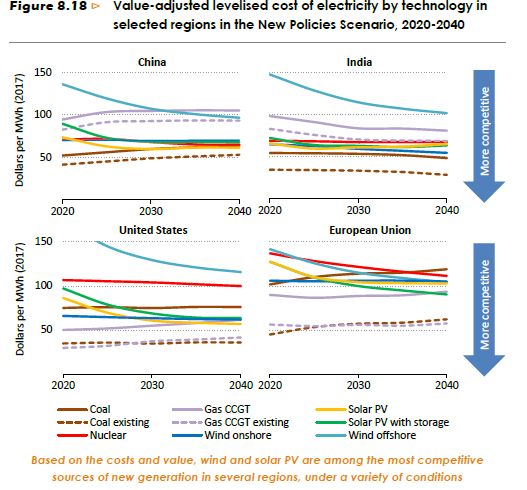 Figure 8.18 ▷ Value-adjusted levelised cost of electricity by technology in
selected regions in the New Policies Scenario, 2020-2040
China
India
Dollars per MWh (2017)
150
100
50
2020 2030 2040
2020 2030 2040
More competitive
United States
European Union
Dollars per MWh (2017)
150
100
50
2020 2030 2040
2020 2030 2040
More competitive
Coal Gas CCGT Solar PV
Coal existing Gas CCGT existing Solar PV with storage
Nuclear Wind onshore Wind offshore
Based on the costs and value, wind and solar PV are among the most competitive
sources of new generation in several regions, under a variety of conditions